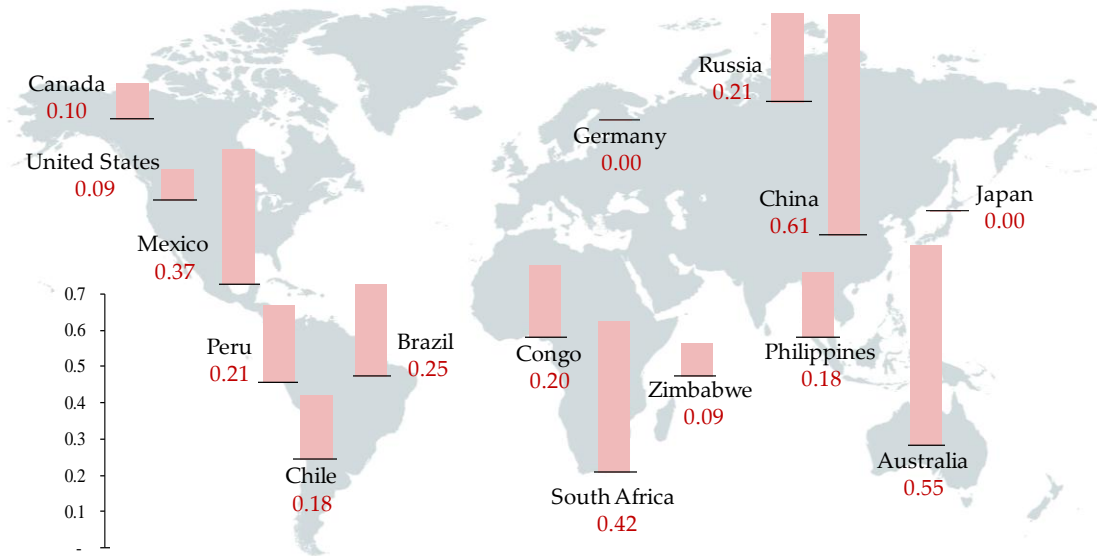 Canada
0.10
United States
0.09
Mexico
0.37
Peru
0.21
Brazil
0.25
Chile
0.18
Germany
0.00
Russia
0.21
China
0.61
Japan
0.00
Congo
0.20
South Africa
0.42
Zimbabwe
0.09
Philippines
0.18
Australia
0.55
0.7
0.6
0.5
0.4
0.3
0.2
0.1
-